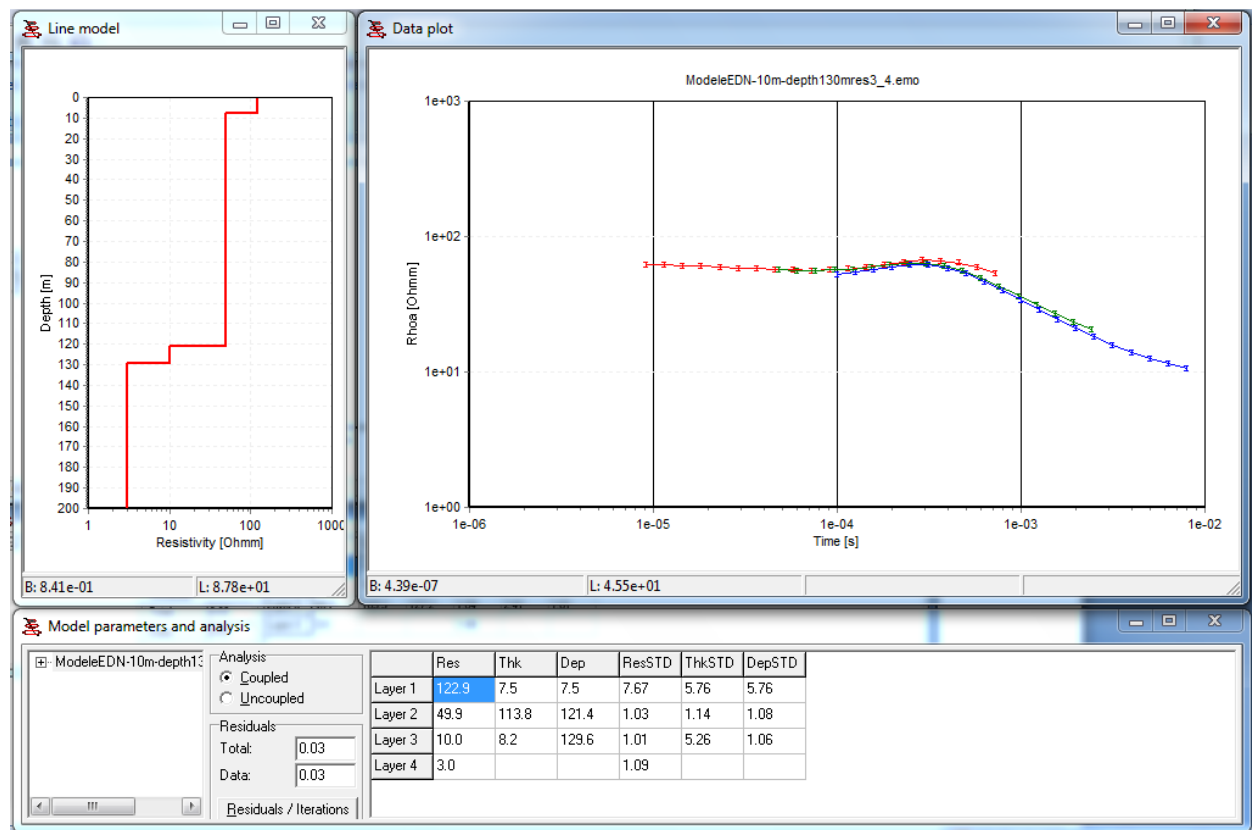 Line model
0
10
20
30
40
50
60
70
80
90
100
110
120
130
140
150
160
170
180
190
200
Depth [m]
1 10 100 1000
Resistivity [Ohmm]
B: 8.41e-01 L: 8.78e+01
Data plot
ModeleEDN-10m-depth130mres3_4.emo
1e+03
1e+02
1e+01
1e+00
Rhoa [Ohmm]
1e-06 1e-05 1e-04 1e-03 1e-02
Time [s]
B: 4.39e-07 L: 4.55e+01
Model parameters and analysis
ModeleEDN-10m-depth13
Analysis
Coupled
Uncoupled
Residuals
Total: 0.03
Data: 0.03
Residuals / Iterations
Res Thk Dep ResSTD ThkSTD DepSTD
Layer 1 122.9 7.5 7.5 7.67 5.76 5.76
Layer 2 49.9 113.8 121.4 1.03 1.14 1.08
Layer 3 10.0 8.2 129.6 1.01 5.26 1.06
Layer 4 3.0 1.09